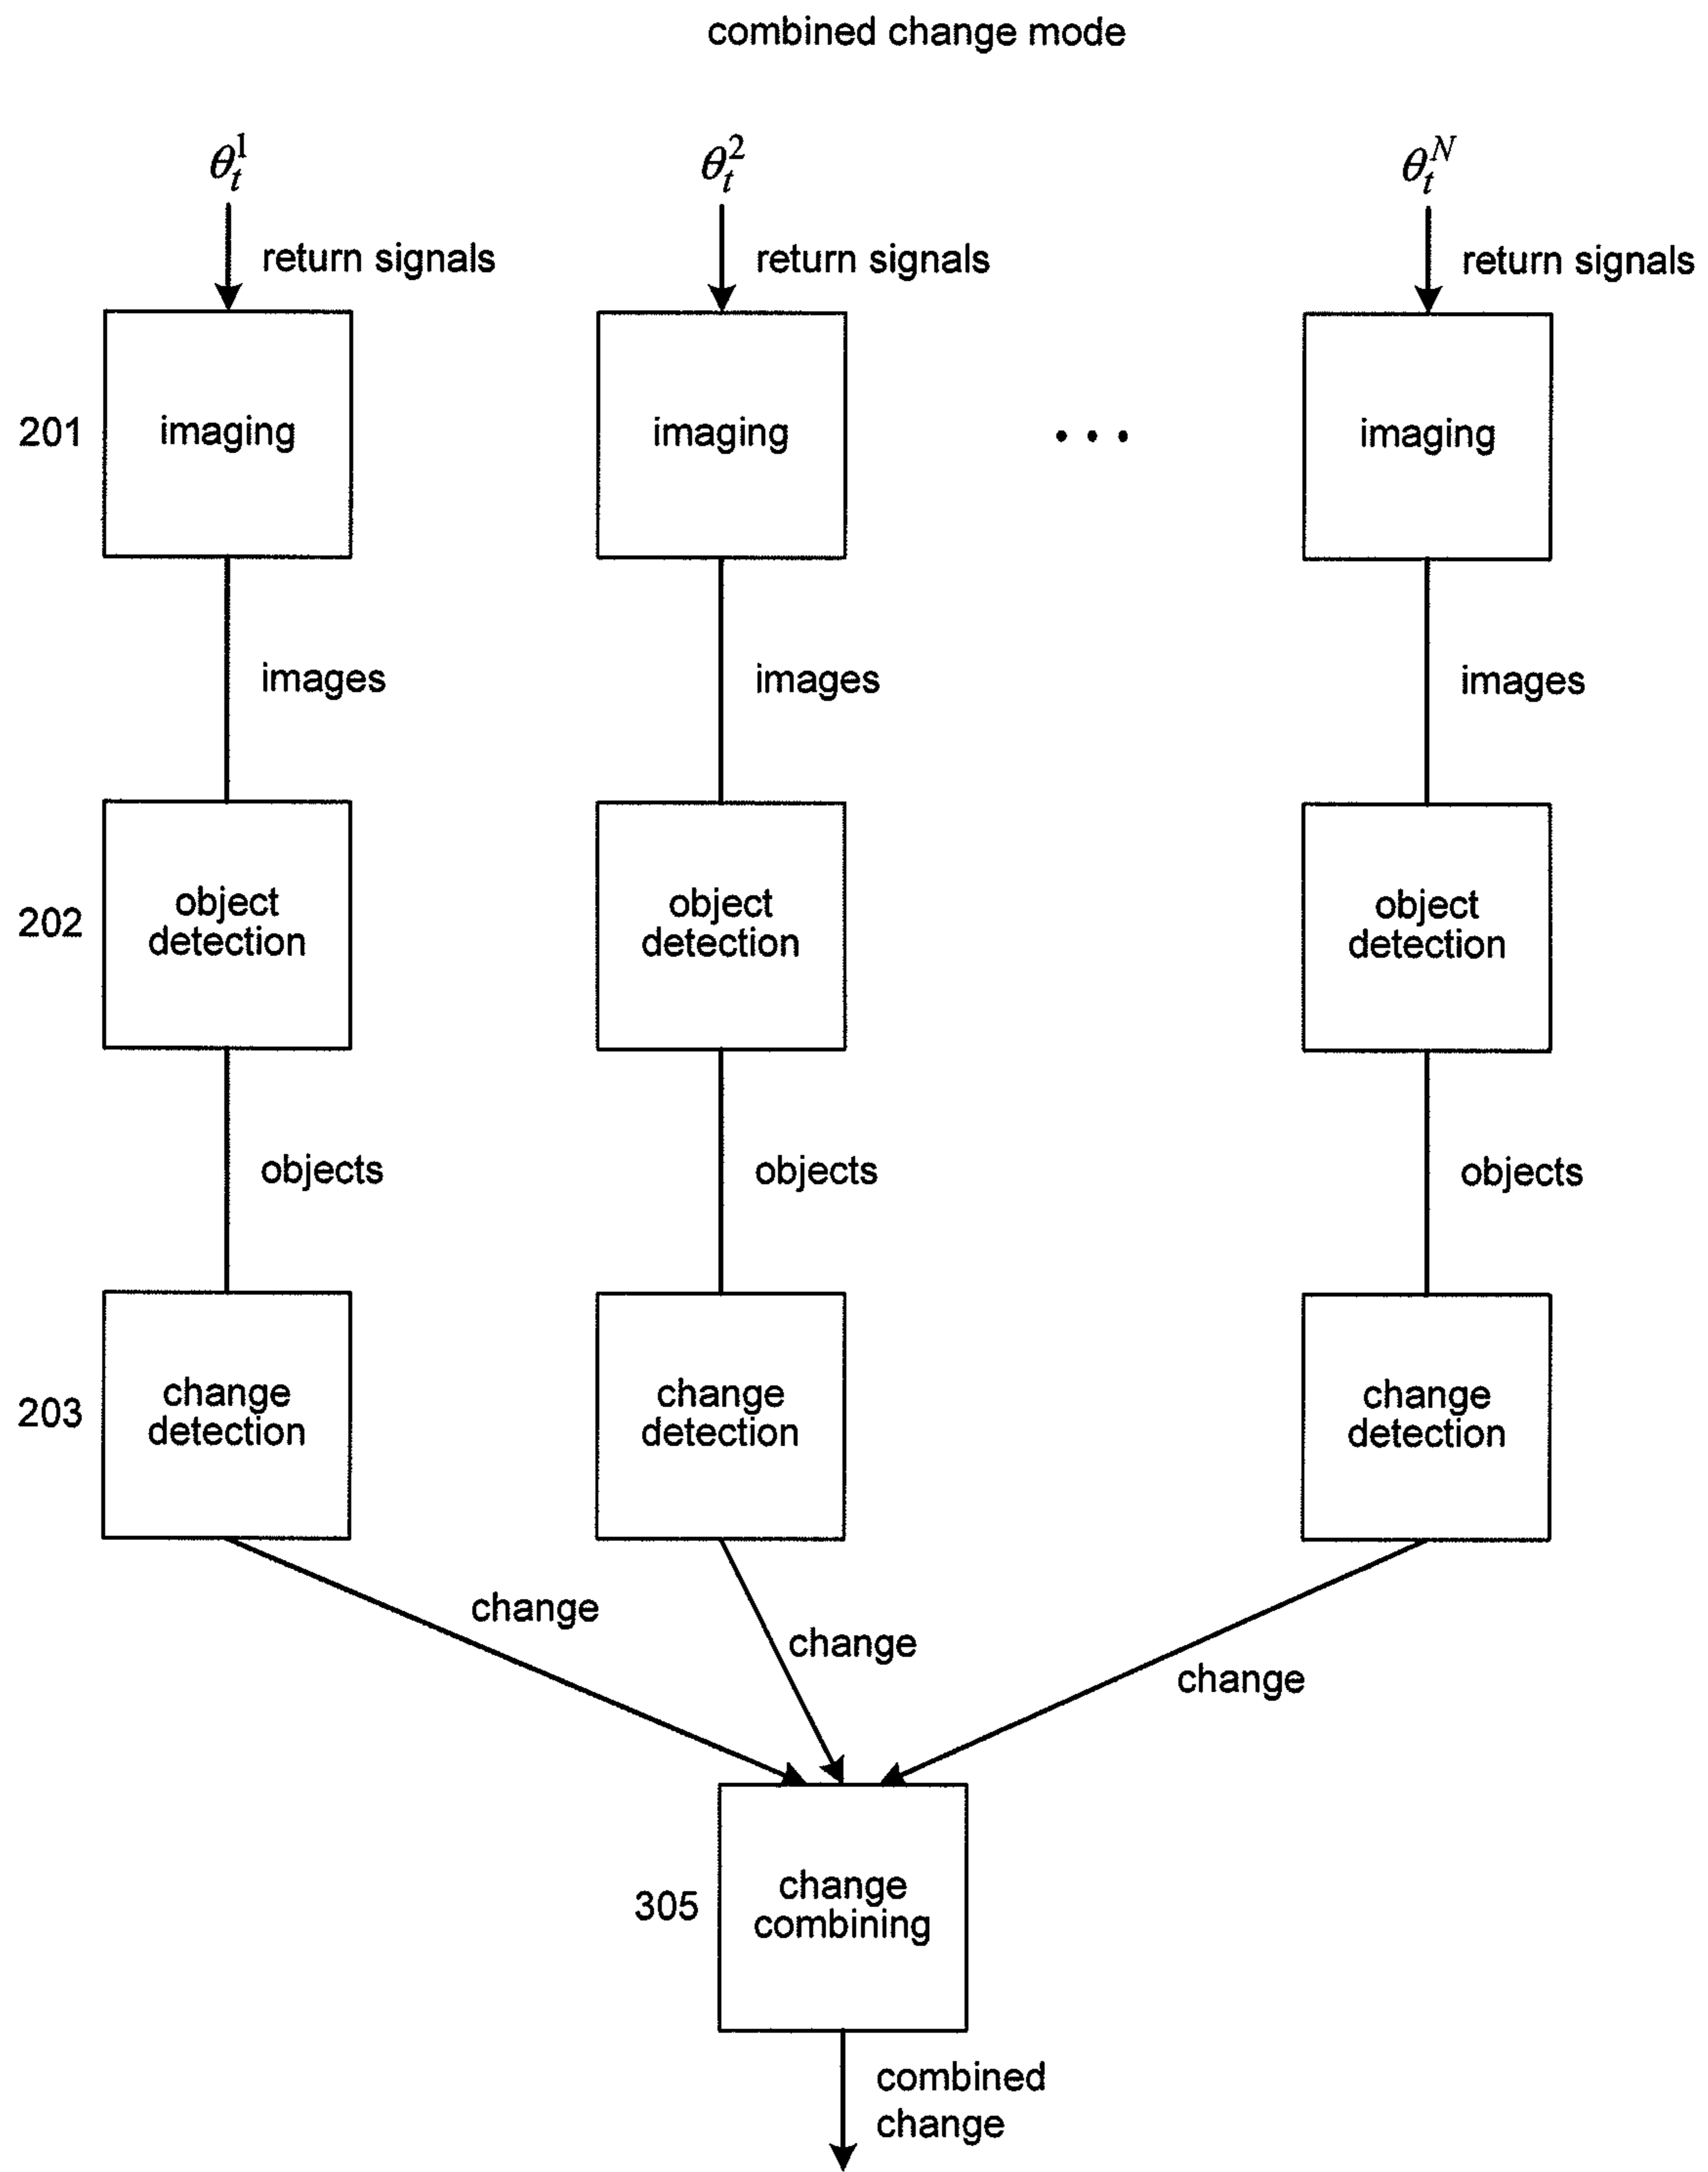 combined change mode
θ_t^1 θ_t^2 θ_t^N
return signals return signals return signals
201 imaging imaging ... imaging
images images images
object object object
202 detection detection detection
objects objects objects
change change change
203 detection detection detection
change
change
change
change
305 combining
combined
change